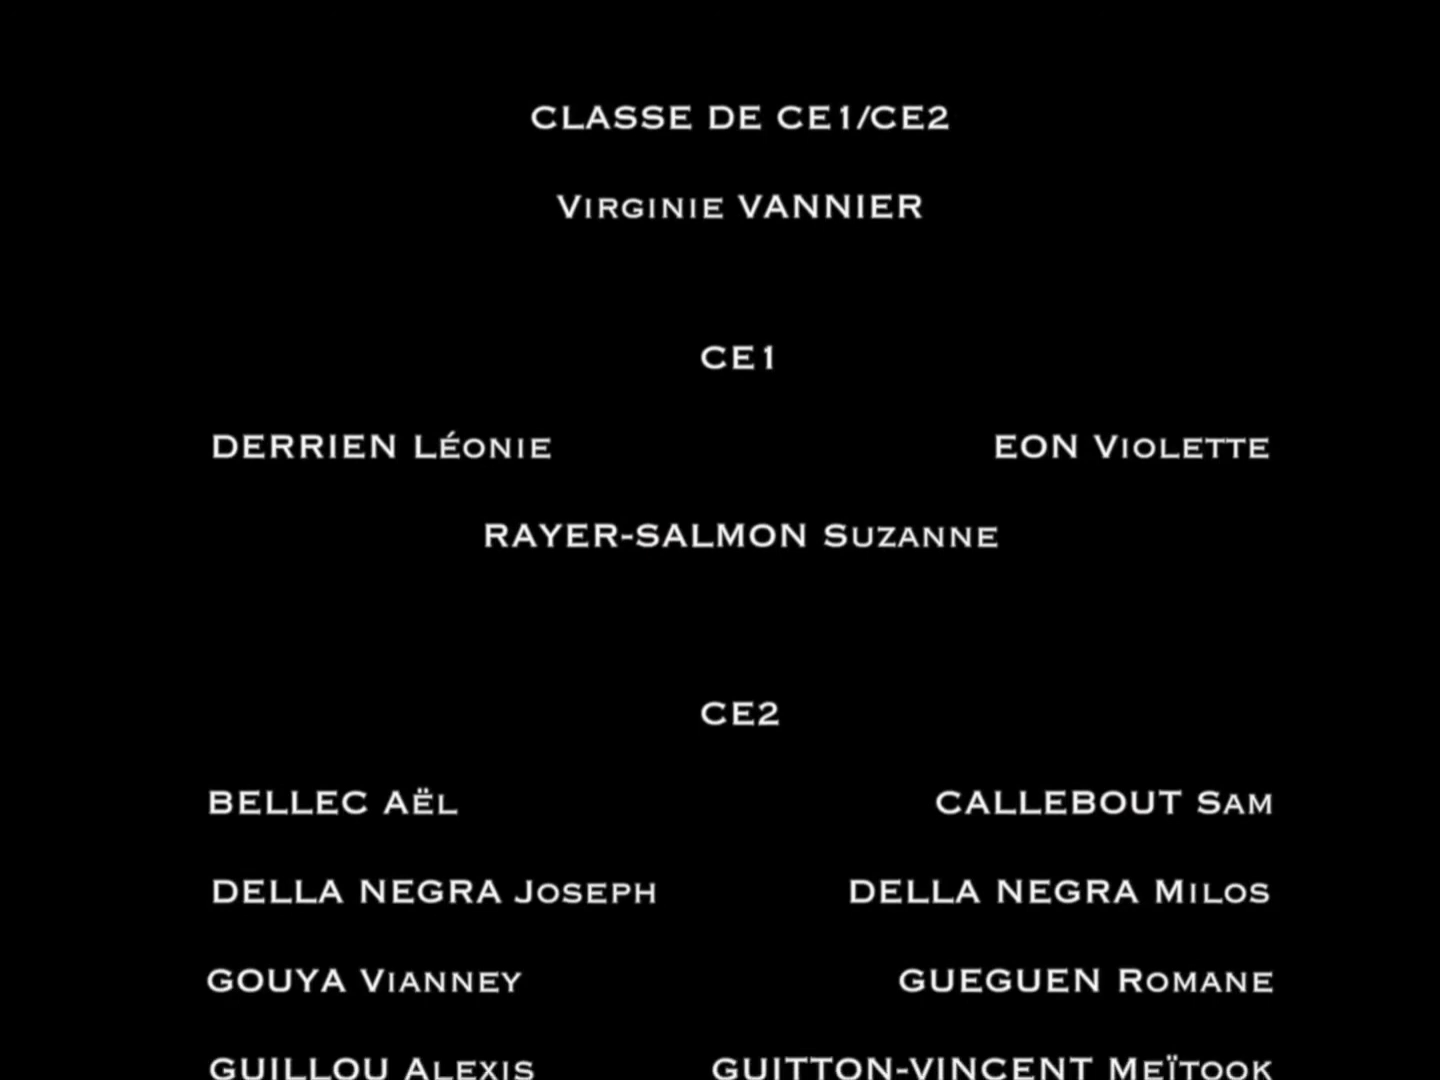 CLASSE DE CE1/CE2
Virginie VANNIER
CE1
DERRIEN Léonie EON Violette
RAYER-SALMON Suzanne
CE2
BELLEC Aël CALLEBOUT Sam
DELLA NEGRA Joseph DELLA NEGRA Milos
GOUYA Vianney GUEGUEN Romane
GUILLOU Alexis GUITTON-VINCENT Meïtook